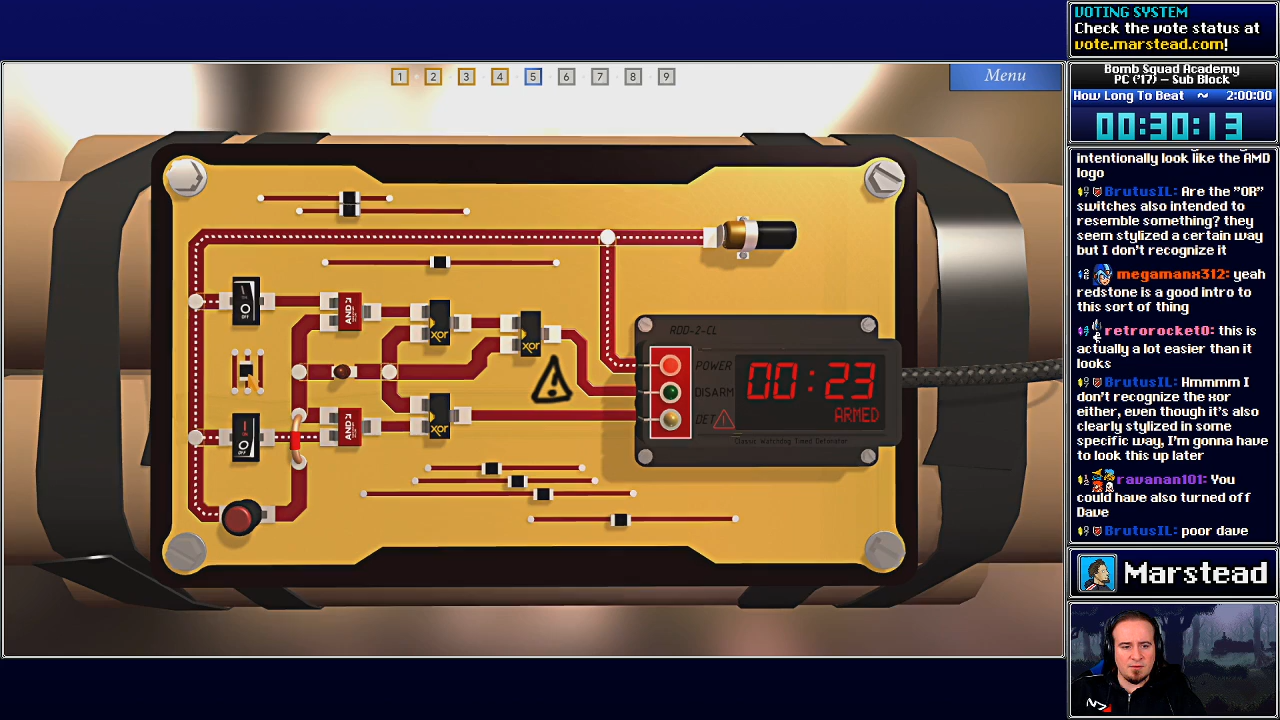 VOTING SYSTEM
Check the vote status at
vote.marstead.com!
1 2 3 4 5 6 7 8 9
Menu
Bomb Squad Academy
PC ('17) – Sub Block
How Long To Beat ~ 2:00:00
00:30:13
intentionally look like the AMD
logo
BrutusIL: Are the "OR"
switches also intended to
resemble something? they
seem stylized a certain way
but I don't recognize it
megamanx312: yeah
redstone is a good intro to
this sort of thing
retrorocket0: this is
actually a lot easier than it
looks
BrutusIL: Hmmmm I
don't recognize the xor
either, even though it's also
clearly stylized in some
specific way, I'm gonna have
to look this up later
ravanan101: You
could have also turned off
Dave
BrutusIL: poor dave
Marstead
OFF
AND
xor
xor
OFF
AND
xor
RDD-2-CL
POWER
DISARM
DET
00:23
ARMED